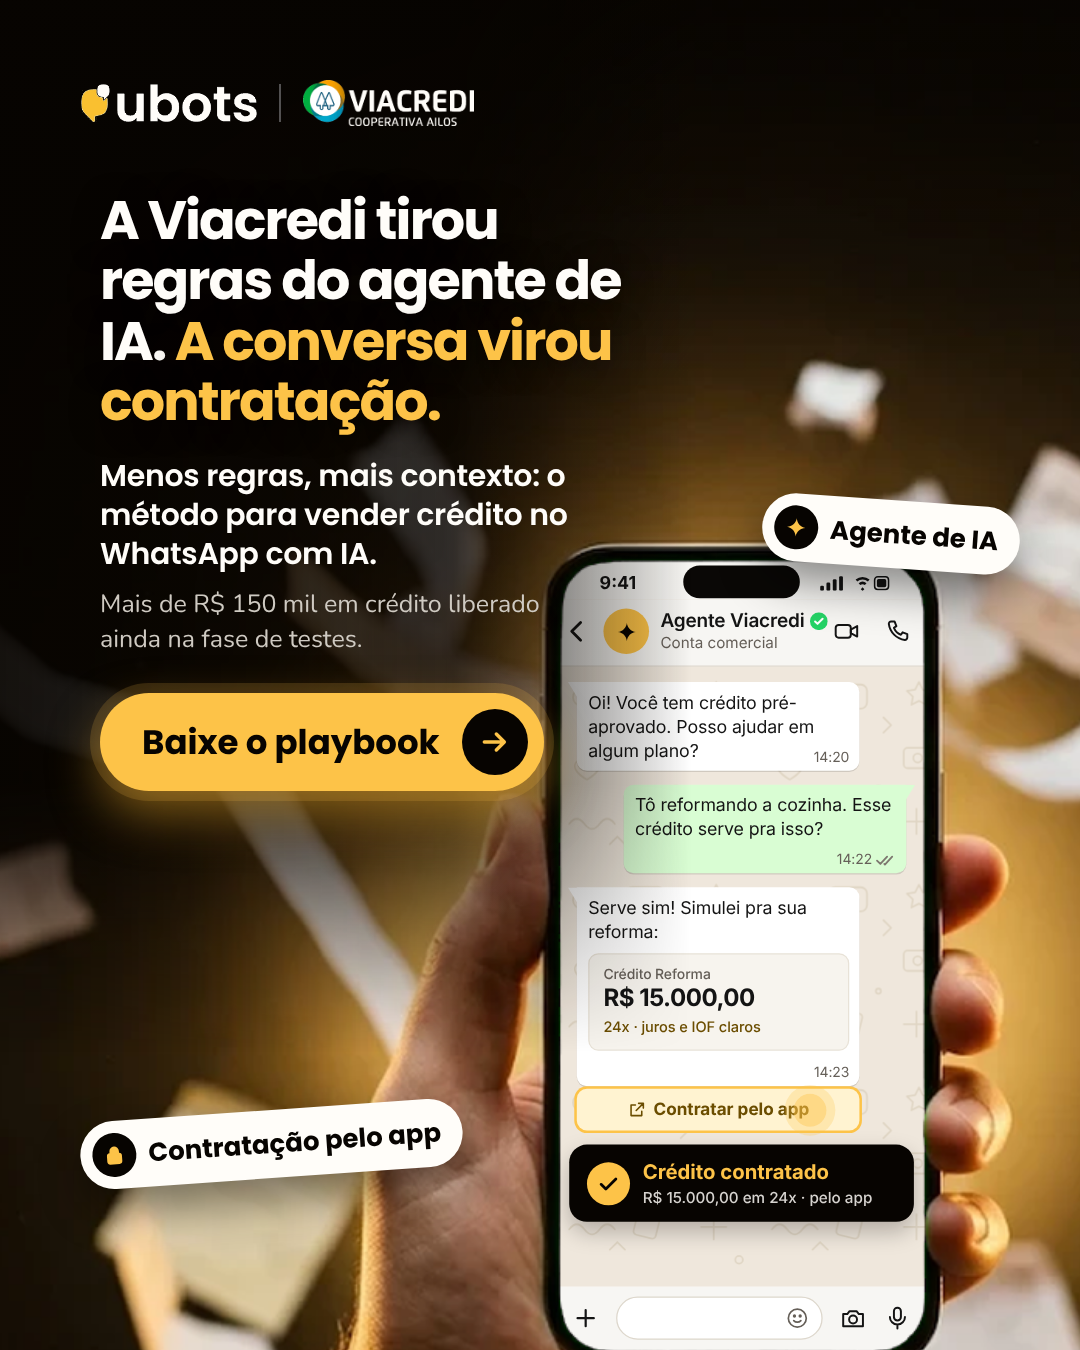 ubots
VIACREDI
COOPERATIVA AILOS
A Viacredi tirou
regras do agente de
IA. A conversa virou
contratação.
Menos regras, mais contexto: o
método para vender crédito no
WhatsApp com IA.
Mais de R$ 150 mil em crédito liberado
ainda na fase de testes.
Baixe o playbook
Agente de IA
9:41
Agente Viacredi
Conta comercial
Oi! Você tem crédito pré-
aprovado. Posso ajudar em
algum plano?
14:20
Tô reformando a cozinha. Esse
crédito serve pra isso?
14:22
Serve sim! Simulei pra sua
reforma:
Crédito Reforma
R$ 15.000,00
24x · juros e IOF claros
14:23
Contratar pelo app
Contratação pelo app
Crédito contratado
R$ 15.000,00 em 24x · pelo app